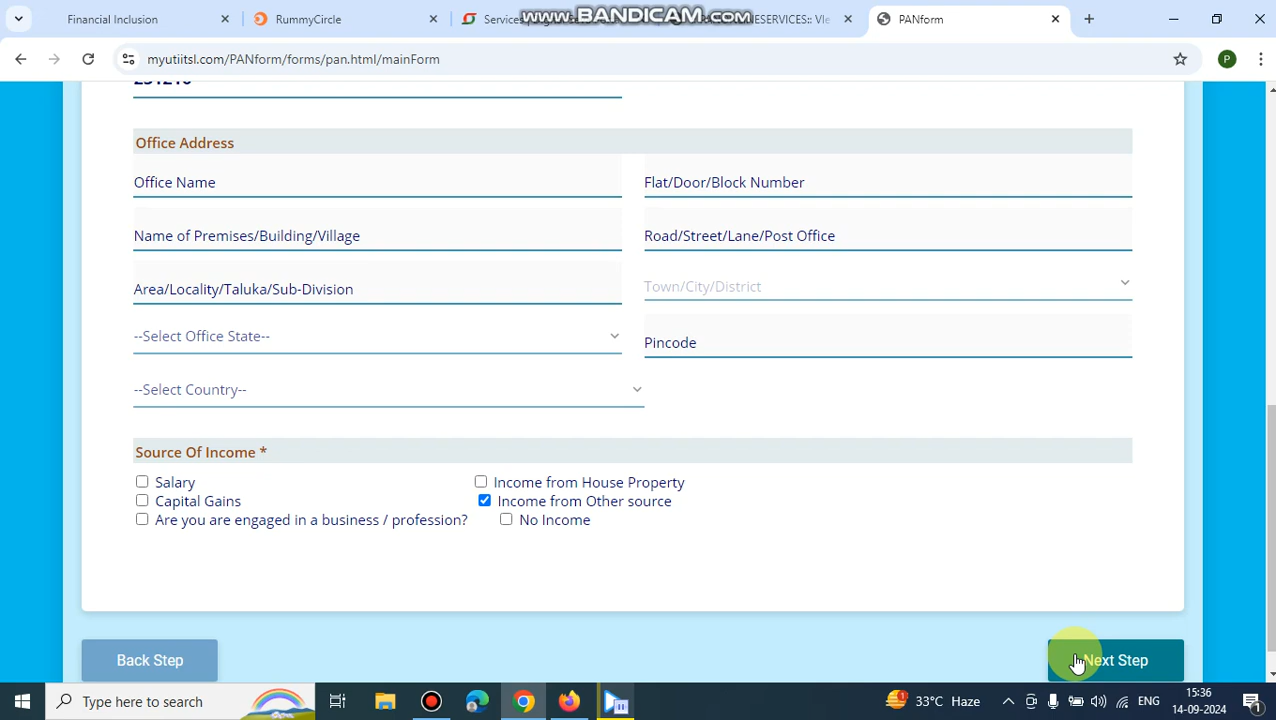 Financial Inclusion
RummyCircle
Services
www.BANDICAM.com
PANform
myutiitsl.com/PANform/forms/pan.html/mainForm
P
Office Address
Office Name
Flat/Door/Block Number
Name of Premises/Building/Village
Road/Street/Lane/Post Office
Area/Locality/Taluka/Sub-Division
Town/City/District
--Select Office State--
Pincode
--Select Country--
Source Of Income *
Salary
Income from House Property
Capital Gains
Income from Other source
Are you are engaged in a business / profession?
No Income
Back Step
Next Step
Type here to search
1
33°C Haze
ENG
15:36
14-09-2024
1